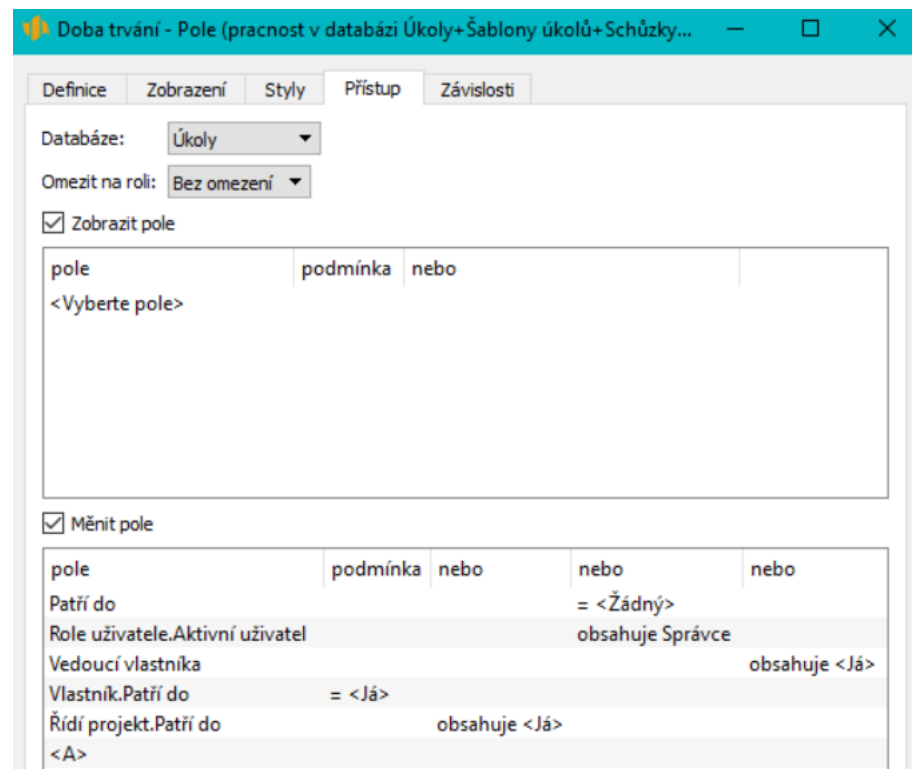 Doba trvání - Pole (pracnost v databázi Úkoly+Šablony úkolů+Schůzky...
Definice Zobrazení Styly Přístup Závislosti
Databáze: Úkoly
Omezit na roli: Bez omezení
Zobrazit pole
pole podmínka nebo
<Vyberte pole>
Měnit pole
pole podmínka nebo nebo nebo
Patří do = <Žádný>
Role uživatele.Aktivní uživatel obsahuje Správce
Vedoucí vlastníka obsahuje <Já>
Vlastník.Patří do = <Já>
Řídí projekt.Patří do obsahuje <Já>
<A>